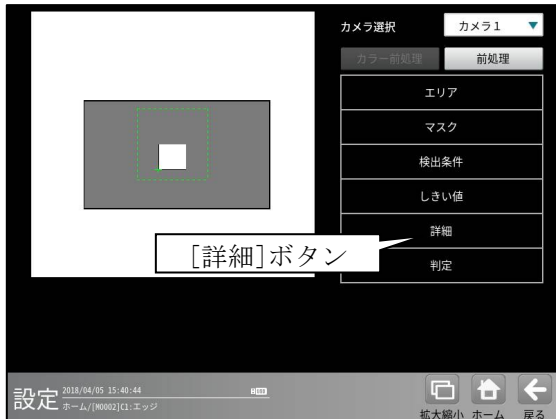 カメラ選択
カメラ1
カラー前処理
前処理
エリア
マスク
検出条件
しきい値
詳細
[詳細]ボタン
判定
設定
2018/04/05 15:40:44
ホーム/[M0002]C1:エッジ
拡大縮小
ホーム
戻る